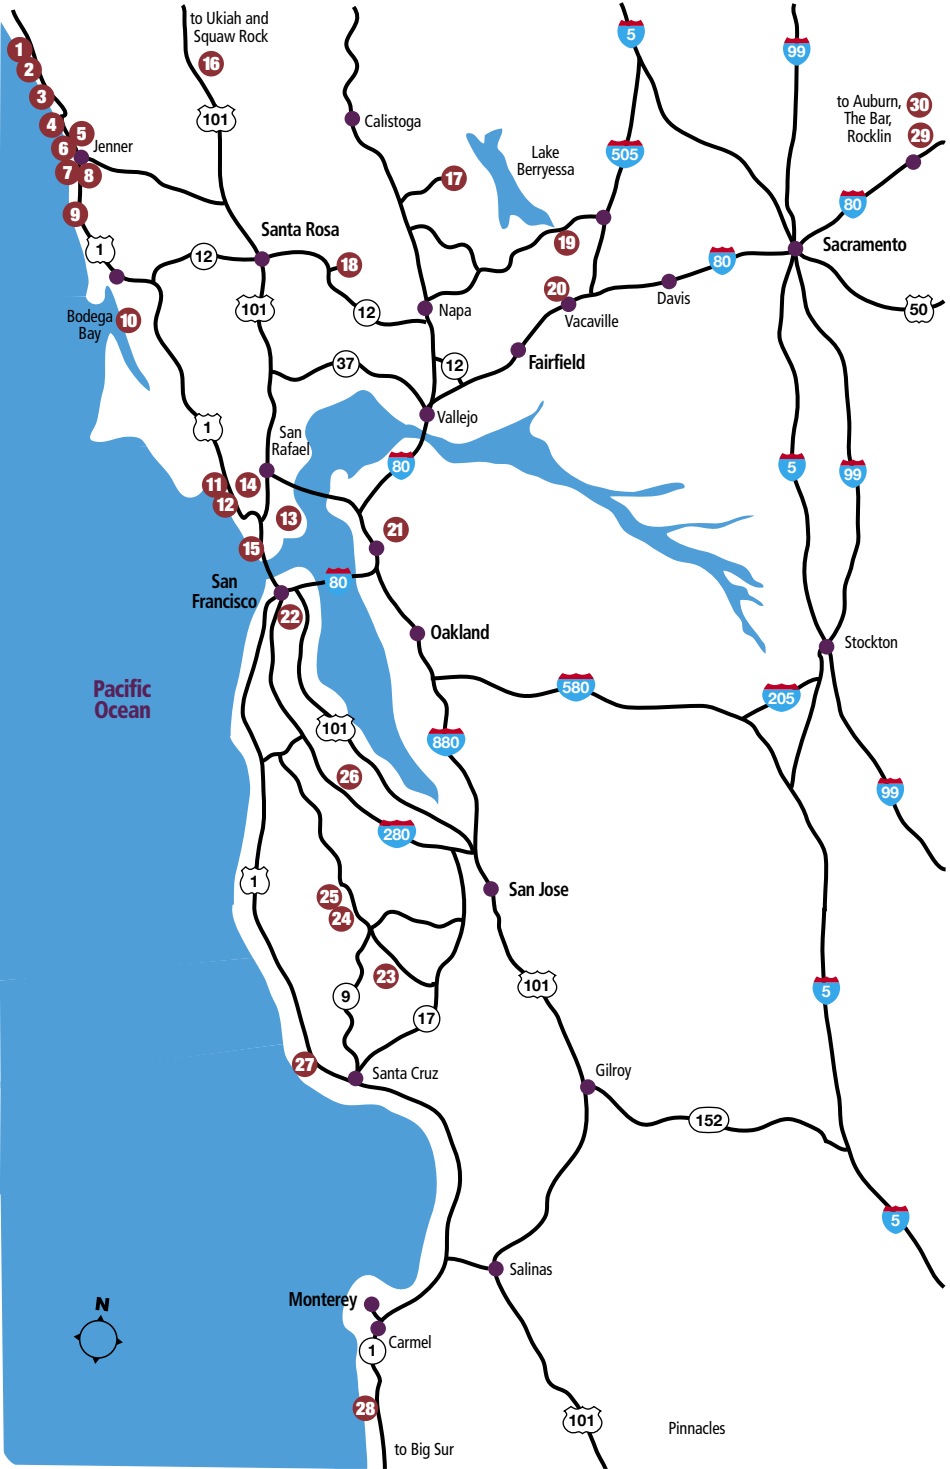 to Ukiah and
Squaw Rock
16
5
99
1
2
3
4
5
6
7
8
Jenner
9
101
Calistoga
17
Lake
Berryessa
505
to Auburn,
The Bar,
Rocklin
30
29
80
Santa Rosa
1
12
18
19
80
Sacramento
20
Davis
50
Bodega
Bay
10
101
12
Napa
Vacaville
37
12
Fairfield
1
San
Rafael
Vallejo
80
5
99
11
12
14
13
21
15
San
Francisco
80
22
Oakland
Stockton
Pacific
Ocean
580
205
101
880
26
280
99
1
25
24
San Jose
23
9
17
101
5
27
Santa Cruz
Gilroy
152
5
Salinas
N
Monterey
Carmel
1
28
101
Pinnacles
to Big Sur